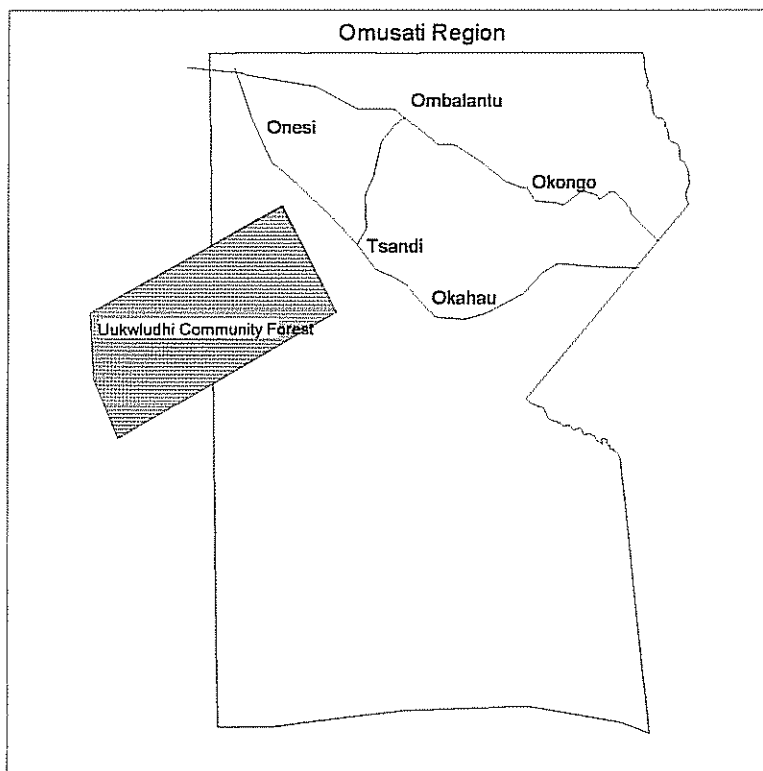 Omusati Region
Ombalantu
Onesi
Okongo
Tsandi
Okahau
Uukwludhi Community Forest